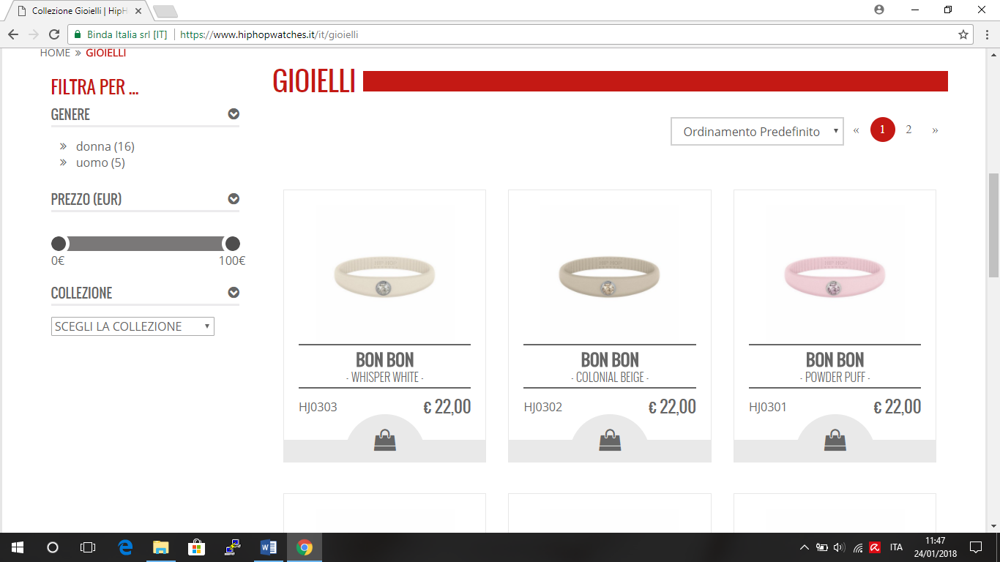 Collezione Gioielli | HipH
Binda Italia srl [IT] https://www.hiphopwatches.it/it/gioielli
HOME » GIOIELLI
FILTRA PER ...
GENERE
» donna (16)
» uomo (5)
PREZZO (EUR)
0€ 100€
COLLEZIONE
SCEGLI LA COLLEZIONE
GIOIELLI
Ordinamento Predefinito « 1 2 »
BON BON
- WHISPER WHITE -
HJ0303 € 22,00
BON BON
- COLONIAL BEIGE -
HJ0302 € 22,00
BON BON
- POWDER PUFF -
HJ0301 € 22,00
ITA
11:47
24/01/2018